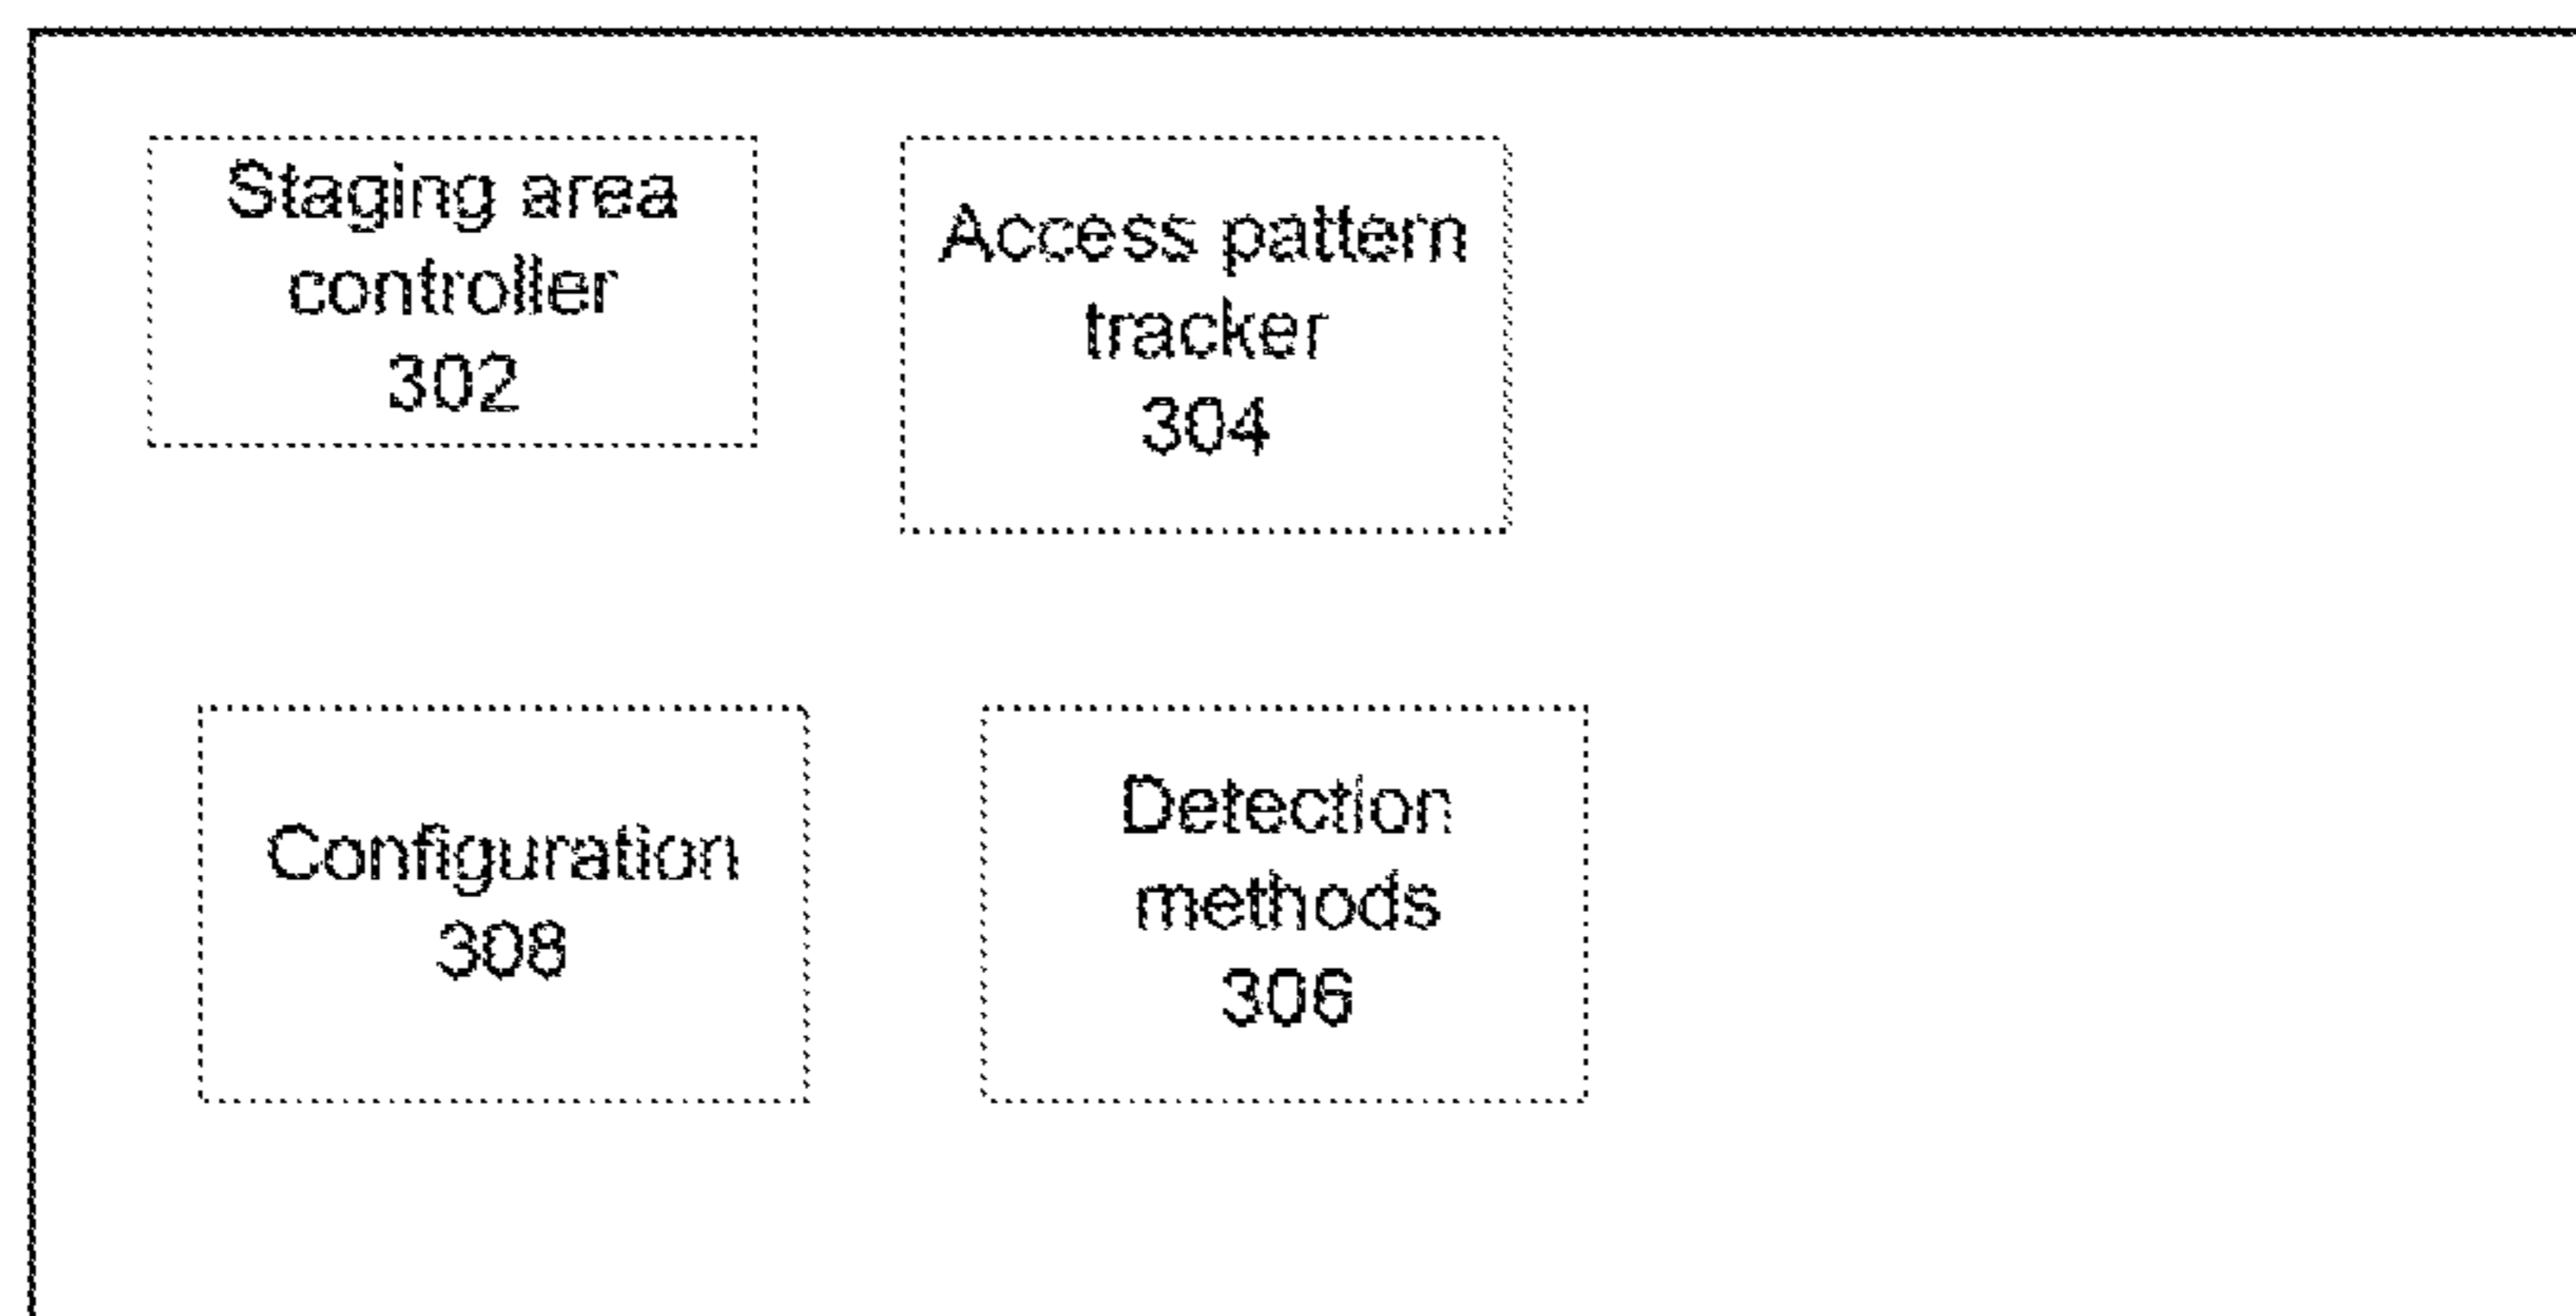 Staging area
controller
302
Access pattern
tracker
304
Configuration
308
Detection
methods
306